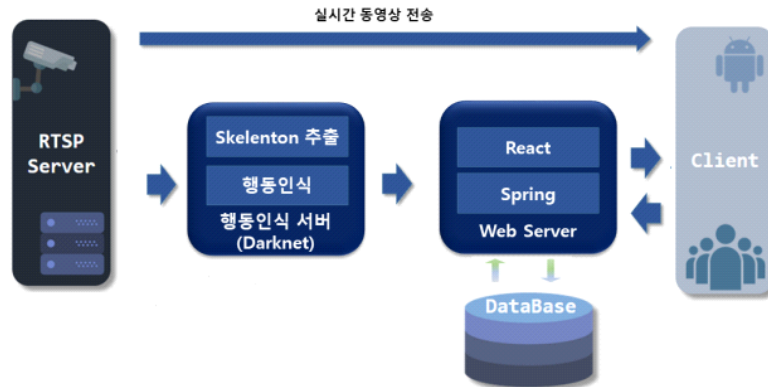 실시간 동영상 전송
RTSP
Server
Skelenton 추출
행동인식
행동인식 서버
(Darknet)
React
Spring
Web Server
Client
DataBase